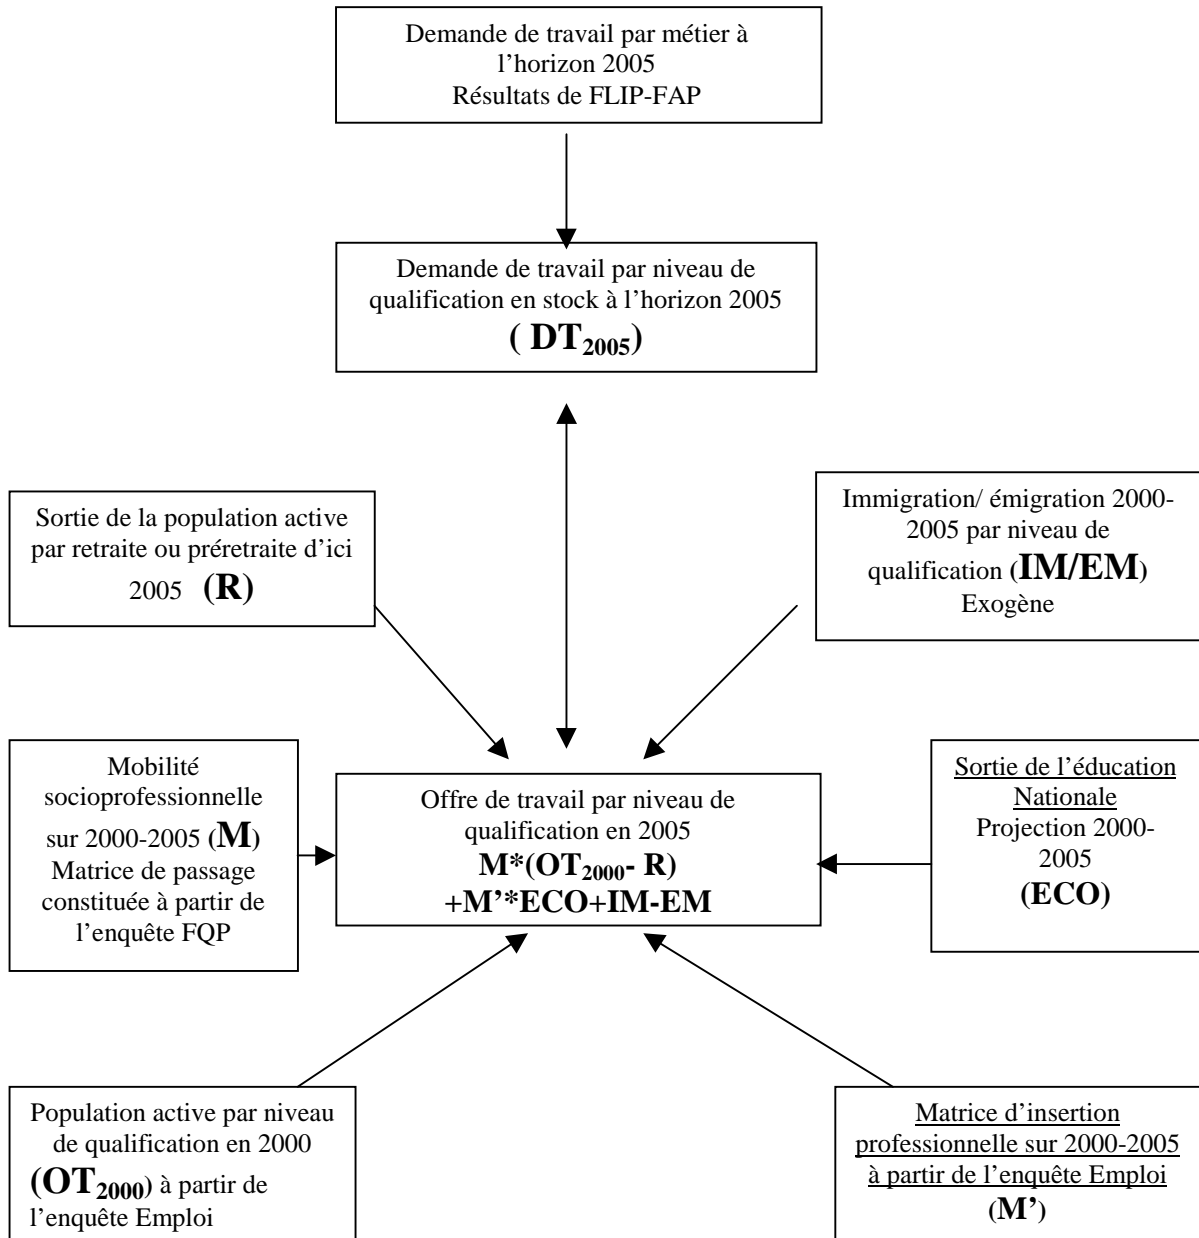 Demande de travail par métier à
l’horizon 2005
Résultats de FLIP-FAP
Demande de travail par niveau de
qualification en stock à l’horizon 2005
( DT2005)
Sortie de la population active
par retraite ou préretraite d’ici
2005 (R)
Immigration/ émigration 2000-
2005 par niveau de
qualification (IM/EM)
Exogène
Mobilité
socioprofessionnelle
sur 2000-2005 (M)
Matrice de passage
constituée à partir de
l’enquête FQP
Offre de travail par niveau de
qualification en 2005
M*(OT2000- R)
+M’*ECO+IM-EM
Sortie de l’éducation
Nationale
Projection 2000-
2005
(ECO)
Population active par niveau
de qualification en 2000
(OT2000) à partir de
l’enquête Emploi
Matrice d’insertion
professionnelle sur 2000-2005
à partir de l’enquête Emploi
(M’)